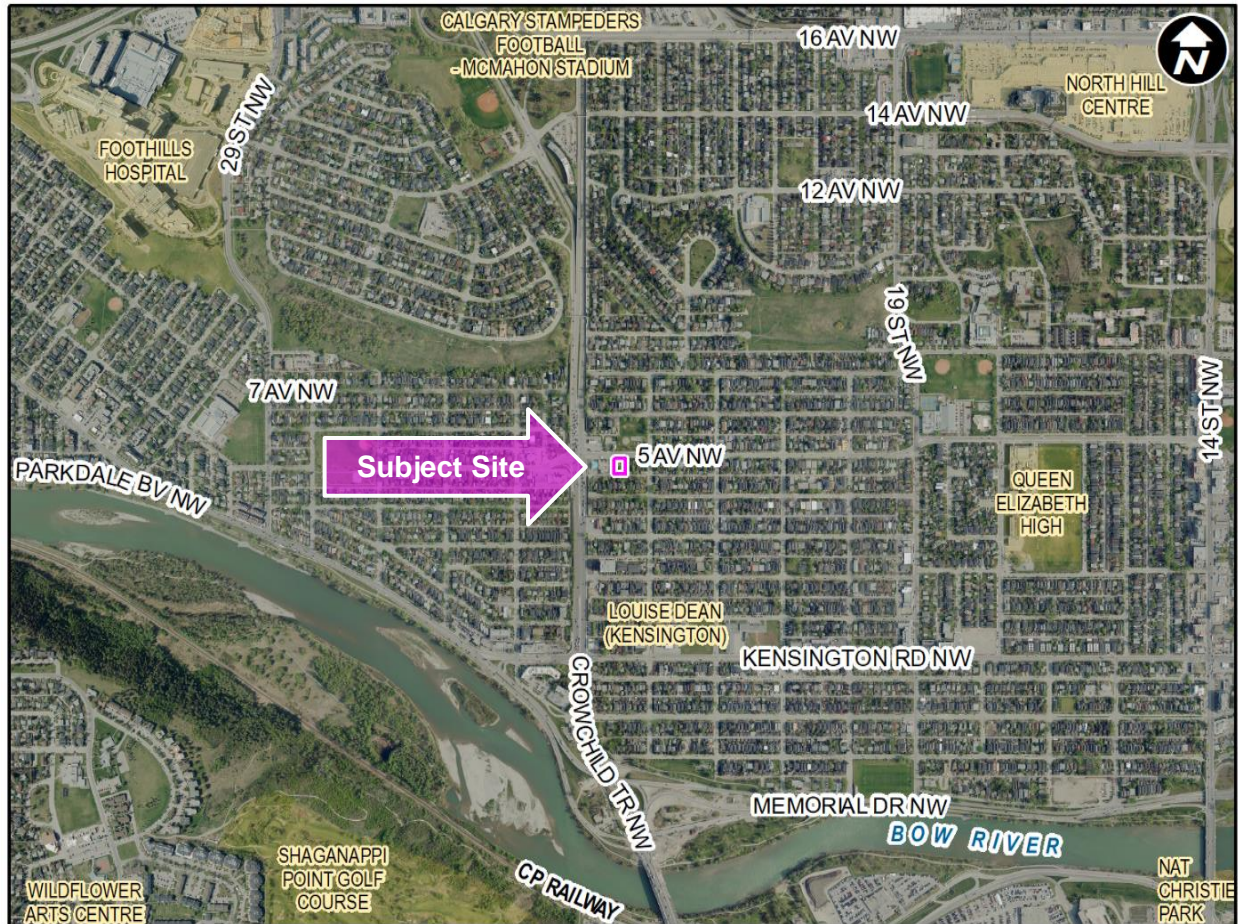 CALGARY STAMPEDERS
FOOTBALL
- MCMAHON STADIUM
16 AV NW
N
NORTH HILL
CENTRE
29 ST NW
14 AV NW
FOOTHILLS
HOSPITAL
12 AV NW
19 ST NW
7 AV NW
14 ST NW
Subject Site
5 AV NW
PARKDALE BV NW
QUEEN
ELIZABETH
HIGH
LOUISE DEAN
(KENSINGTON)
KENSINGTON RD NW
CROWCHILD TR NW
MEMORIAL DR NW
BOW RIVER
SHAGANAPPI
POINT GOLF
COURSE
CP RAILWAY
WILDFLOWER
ARTS CENTRE
NAT
CHRISTIE
PARK